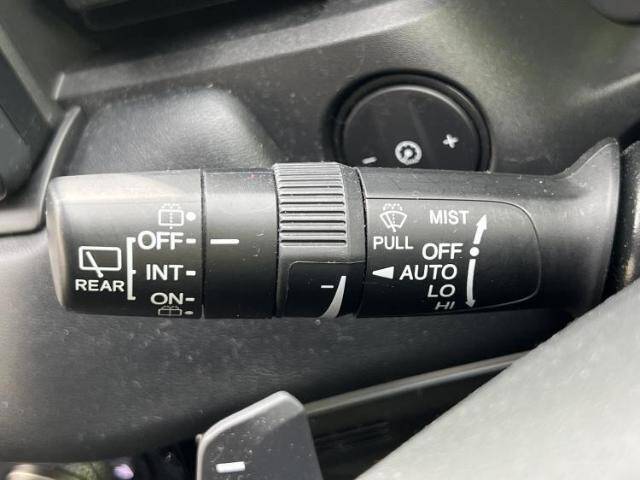 OFF
INT
REAR
ON
MIST
PULL
OFF
AUTO
LO
HI